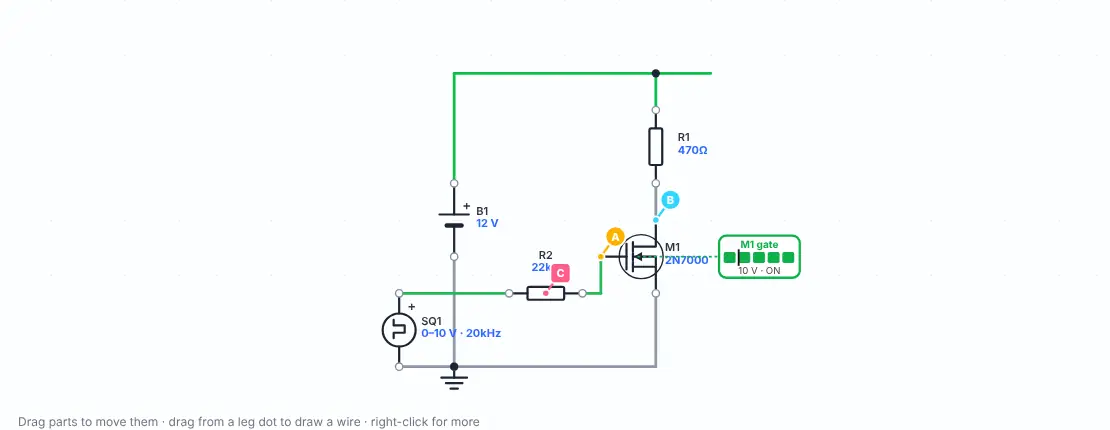 R1
470Ω
B
+
B1
12 V
A
M1
2N7000
M1 gate
10 V · ON
R2
22k
C
+
SQ1
0–10 V · 20kHz
Drag parts to move them · drag from a leg dot to draw a wire · right-click for more